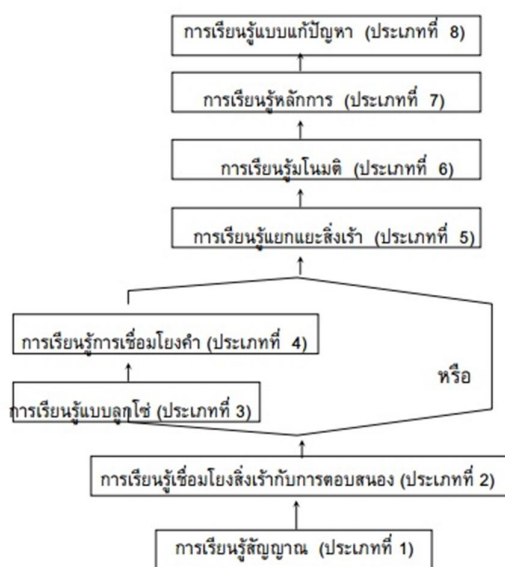 การเรียนรู้แบบแก้ปัญหา (ประเภทที่ 8)
การเรียนรู้หลักการ (ประเภทที่ 7)
การเรียนรู้มโนมติ (ประเภทที่ 6)
การเรียนรู้แยกแยะสิ่งเร้า (ประเภทที่ 5)
การเรียนรู้การเชื่อมโยงคำ (ประเภทที่ 4)
หรือ
การเรียนรู้แบบลูกโซ่ (ประเภทที่ 3)
การเรียนรู้เชื่อมโยงสิ่งเร้ากับการตอบสนอง (ประเภทที่ 2)
การเรียนรู้สัญญาณ (ประเภทที่ 1)